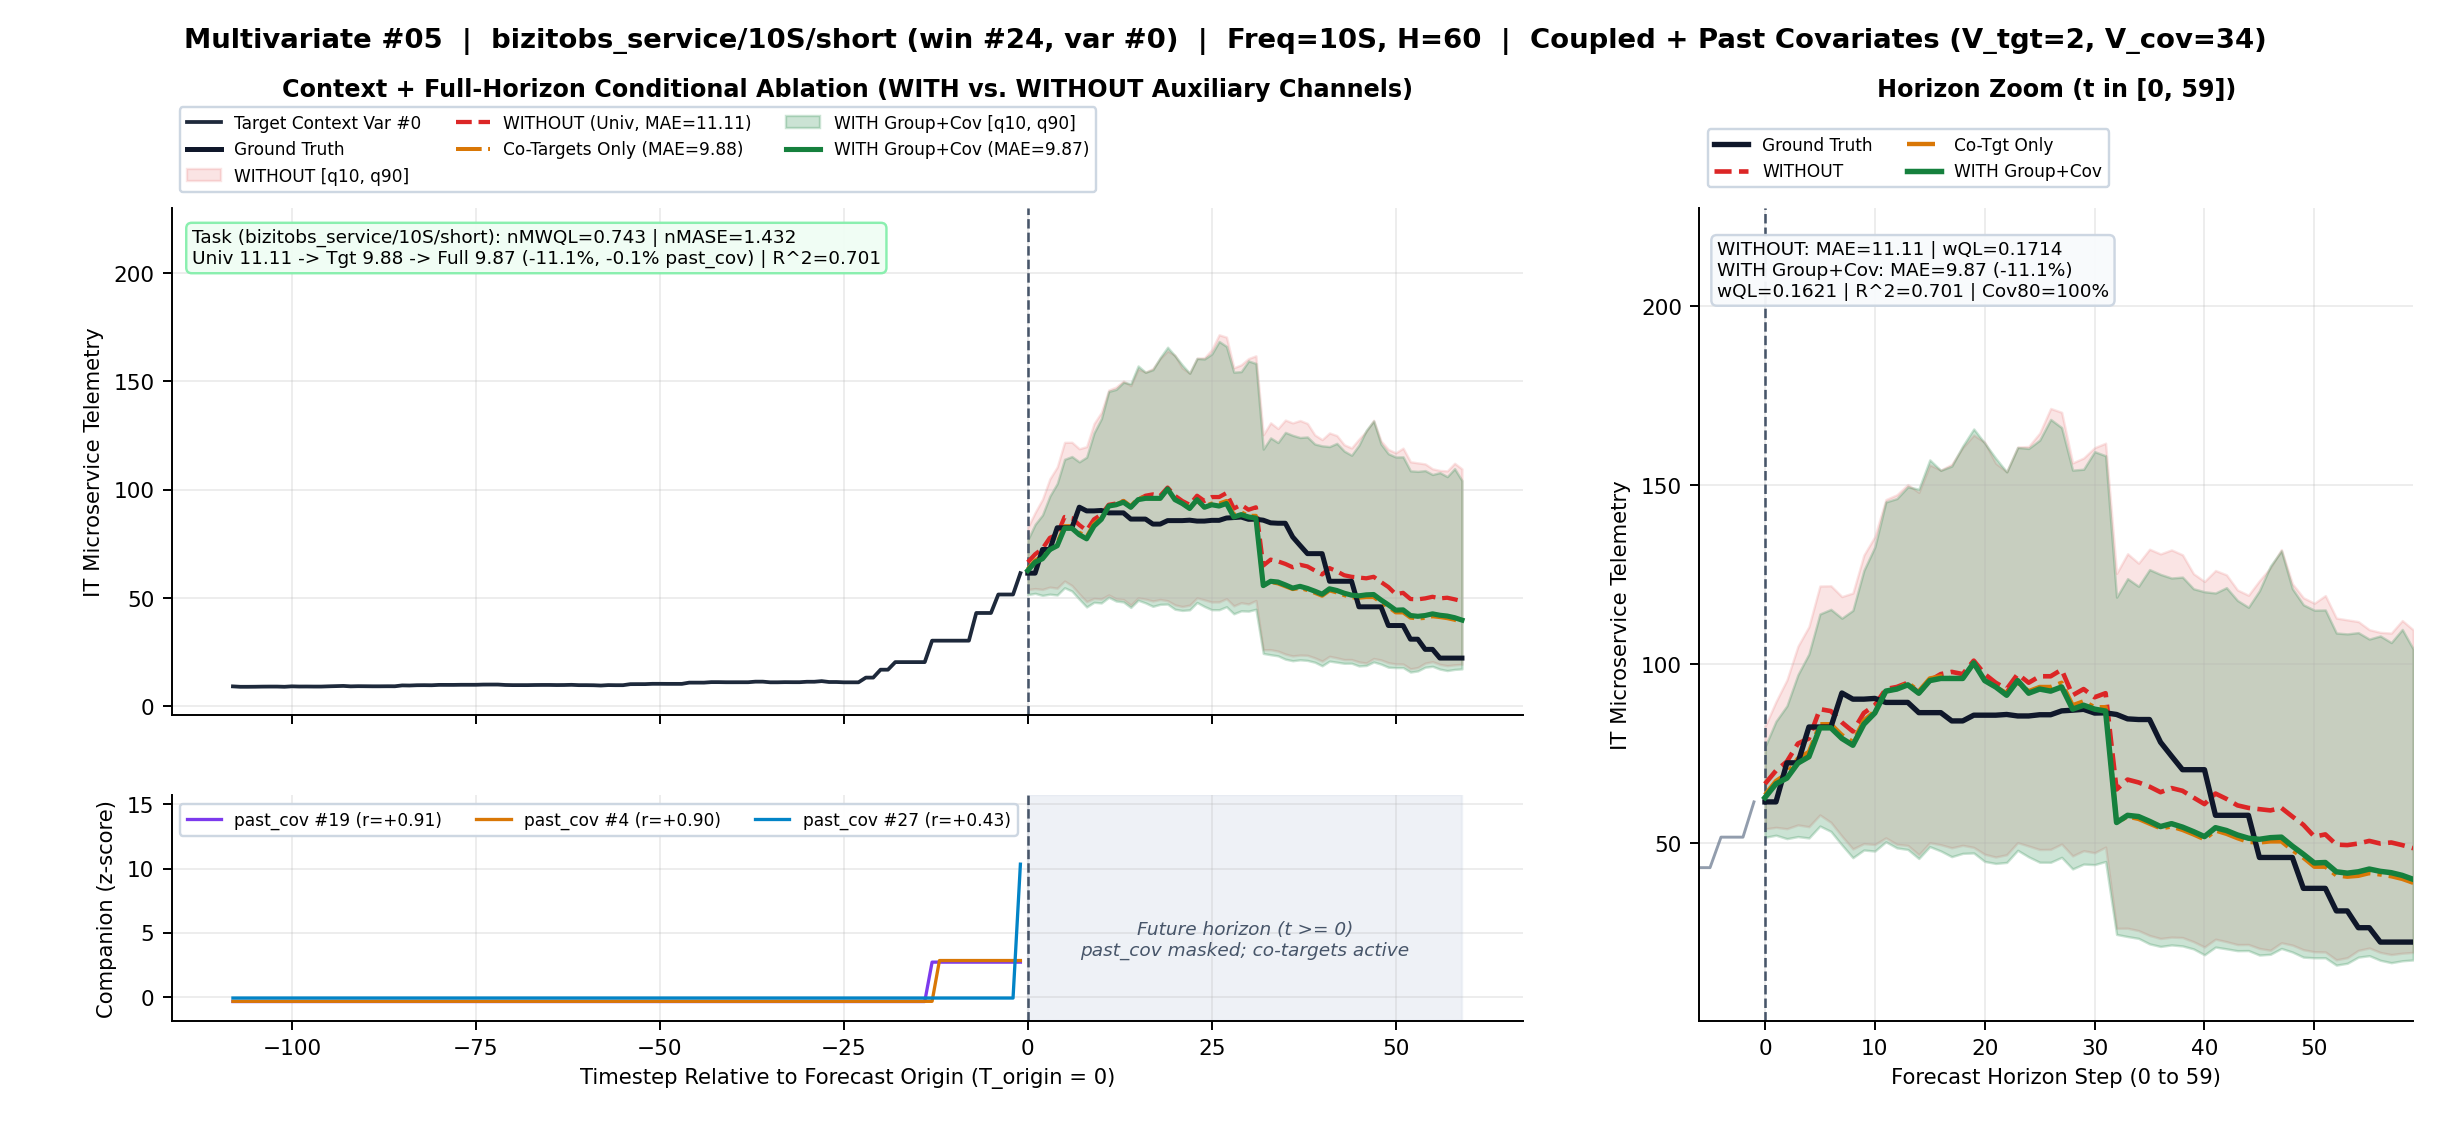 Multivariate #05 | bizitobs_service/10S/short (win #24, var #0) | Freq=10S, H=60 | Coupled + Past Covariates (V_tgt=2, V_cov=34)
Context + Full-Horizon Conditional Ablation (WITH vs. WITHOUT Auxiliary Channels)
Target Context Var #0
Ground Truth
WITHOUT [q10, q90]
WITHOUT (Univ, MAE=11.11)
Co-Targets Only (MAE=9.88)
WITH Group+Cov [q10, q90]
WITH Group+Cov (MAE=9.87)
Task (bizitobs_service/10S/short): nMWQL=0.743 | nMASE=1.432
Univ 11.11 -> Tgt 9.88 -> Full 9.87 (-11.1%, -0.1% past_cov) | R^2=0.701
IT Microservice Telemetry
200
150
100
50
0
past_cov #19 (r=+0.91)
past_cov #4 (r=+0.90)
past_cov #27 (r=+0.43)
Companion (z-score)
15
10
5
0
Future horizon (t >= 0)
past_cov masked; co-targets active
−100 −75 −50 −25 0 25 50
Timestep Relative to Forecast Origin (T_origin = 0)
Horizon Zoom (t in [0, 59])
Ground Truth
WITHOUT
Co-Tgt Only
WITH Group+Cov
WITHOUT: MAE=11.11 | wQL=0.1714
WITH Group+Cov: MAE=9.87 (-11.1%)
wQL=0.1621 | R^2=0.701 | Cov80=100%
IT Microservice Telemetry
200
150
100
50
0 10 20 30 40 50
Forecast Horizon Step (0 to 59)